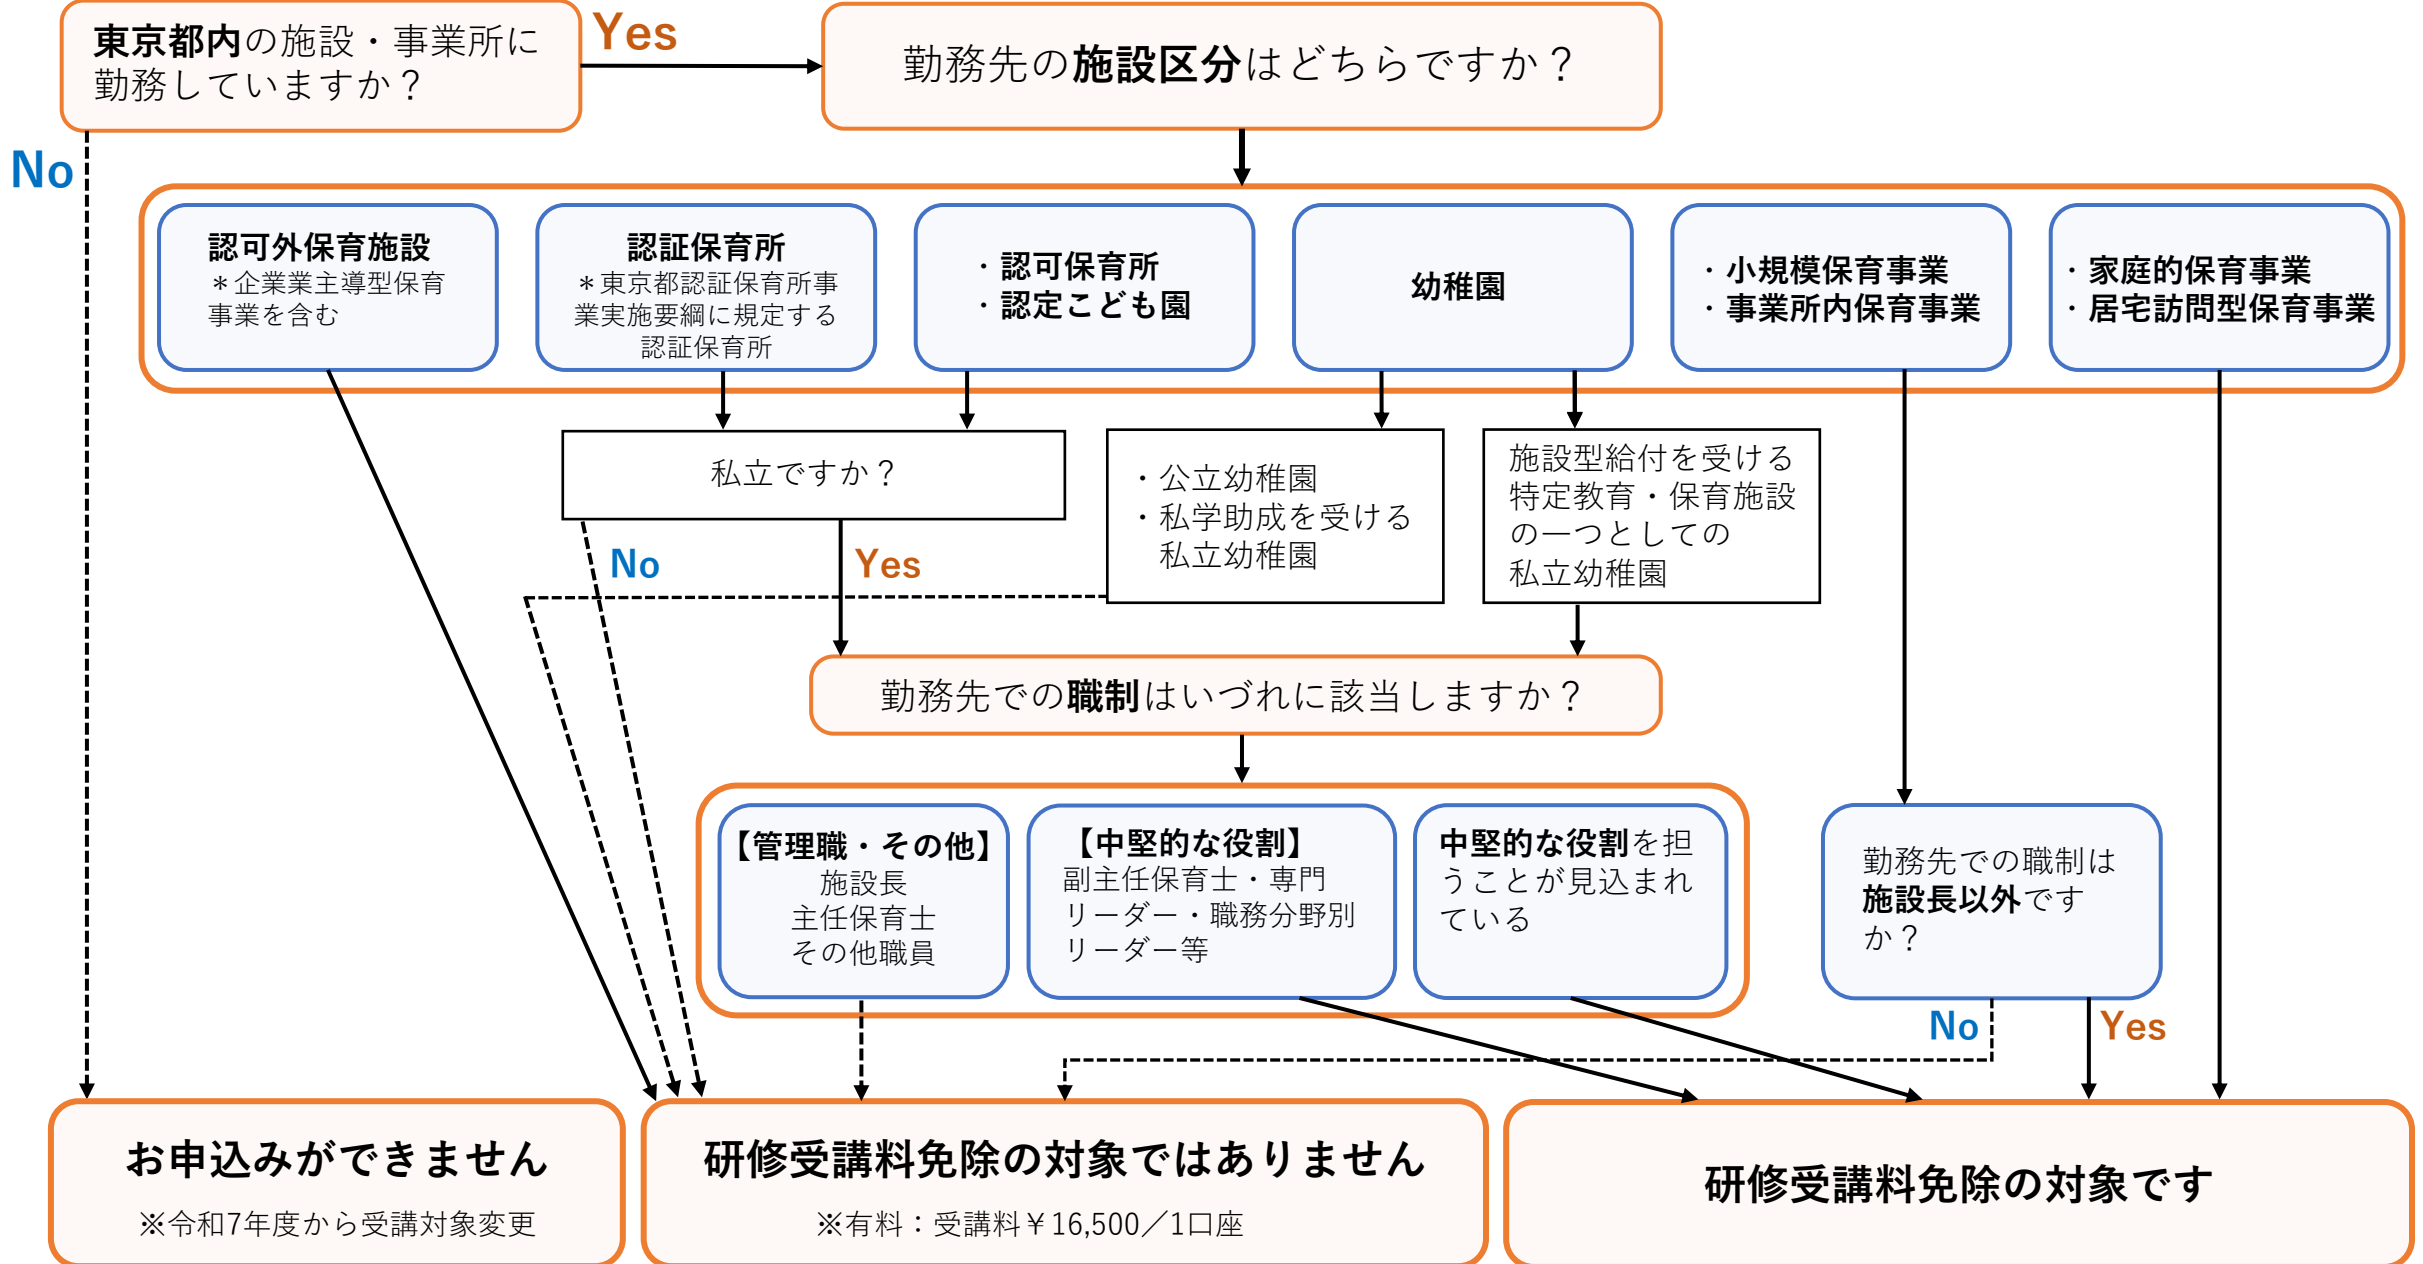 東京都内の施設・事業所に
勤務していますか？
Yes
勤務先の施設区分はどちらですか？
No
認可外保育施設
＊企業業主導型保育
事業を含む
認証保育所
＊東京都認証保育所事
業実施要綱に規定する
認証保育所
・認可保育所
・認定こども園
幼稚園
・小規模保育事業
・事業所内保育事業
・家庭的保育事業
・居宅訪問型保育事業
私立ですか？
・公立幼稚園
・私学助成を受ける
私立幼稚園
施設型給付を受ける
特定教育・保育施設
の一つとしての
私立幼稚園
No
Yes
勤務先での職制はいづれに該当しますか？
【管理職・その他】
施設長
主任保育士
その他職員
【中堅的な役割】
副主任保育士・専門
リーダー・職務分野別
リーダー等
中堅的な役割を担
うことが見込まれ
ている
勤務先での職制は
施設長以外です
か？
No
Yes
お申込みができません
※令和7年度から受講対象変更
研修受講料免除の対象ではありません
※有料：受講料￥16,500／1口座
研修受講料免除の対象です